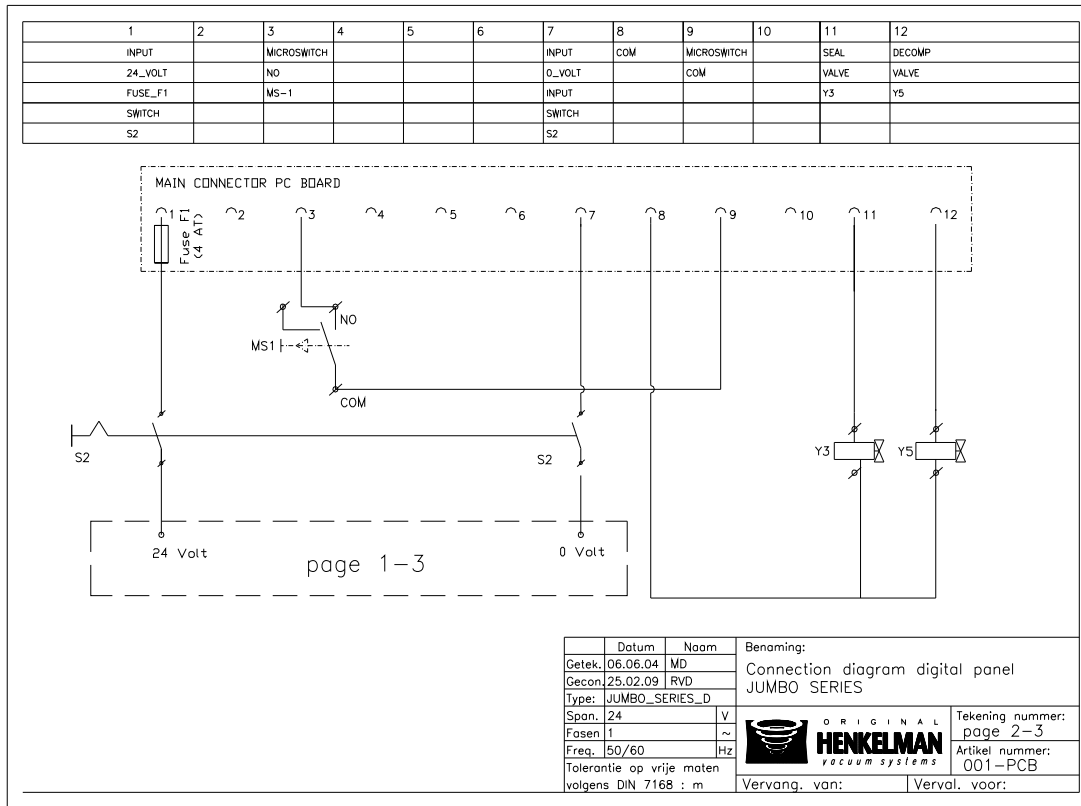 1 2 3 4 5 6 7 8 9 10 11 12
INPUT MICROSWITCH INPUT COM MICROSWITCH SEAL DECOMP
24_VOLT NO 0_VOLT COM VALVE VALVE
FUSE_F1 MS-1 INPUT Y3 Y5
SWITCH SWITCH
S2 S2
MAIN CONNECTOR PC BOARD
1 2 3 4 5 6 7 8 9 10 11 12
Fuse F1
(4 AT)
NO
MS1
COM
S2 S2
Y3 Y5
24 Volt 0 Volt
page 1-3
Datum Naam
Getek. 06.06.04 MD
Gecon. 25.02.09 RVD
Type: JUMBO_SERIES_D
Span. 24 V
Fasen 1 ~
Freq. 50/60 Hz
Tolerantie op vrije maten
volgens DIN 7168 : m
Benaming:
Connection diagram digital panel
JUMBO SERIES
ORIGINAL
HENKELMAN
vacuum systems
Tekening nummer:
page 2-3
Artikel nummer:
001-PCB
Vervang. van: Verval. voor: